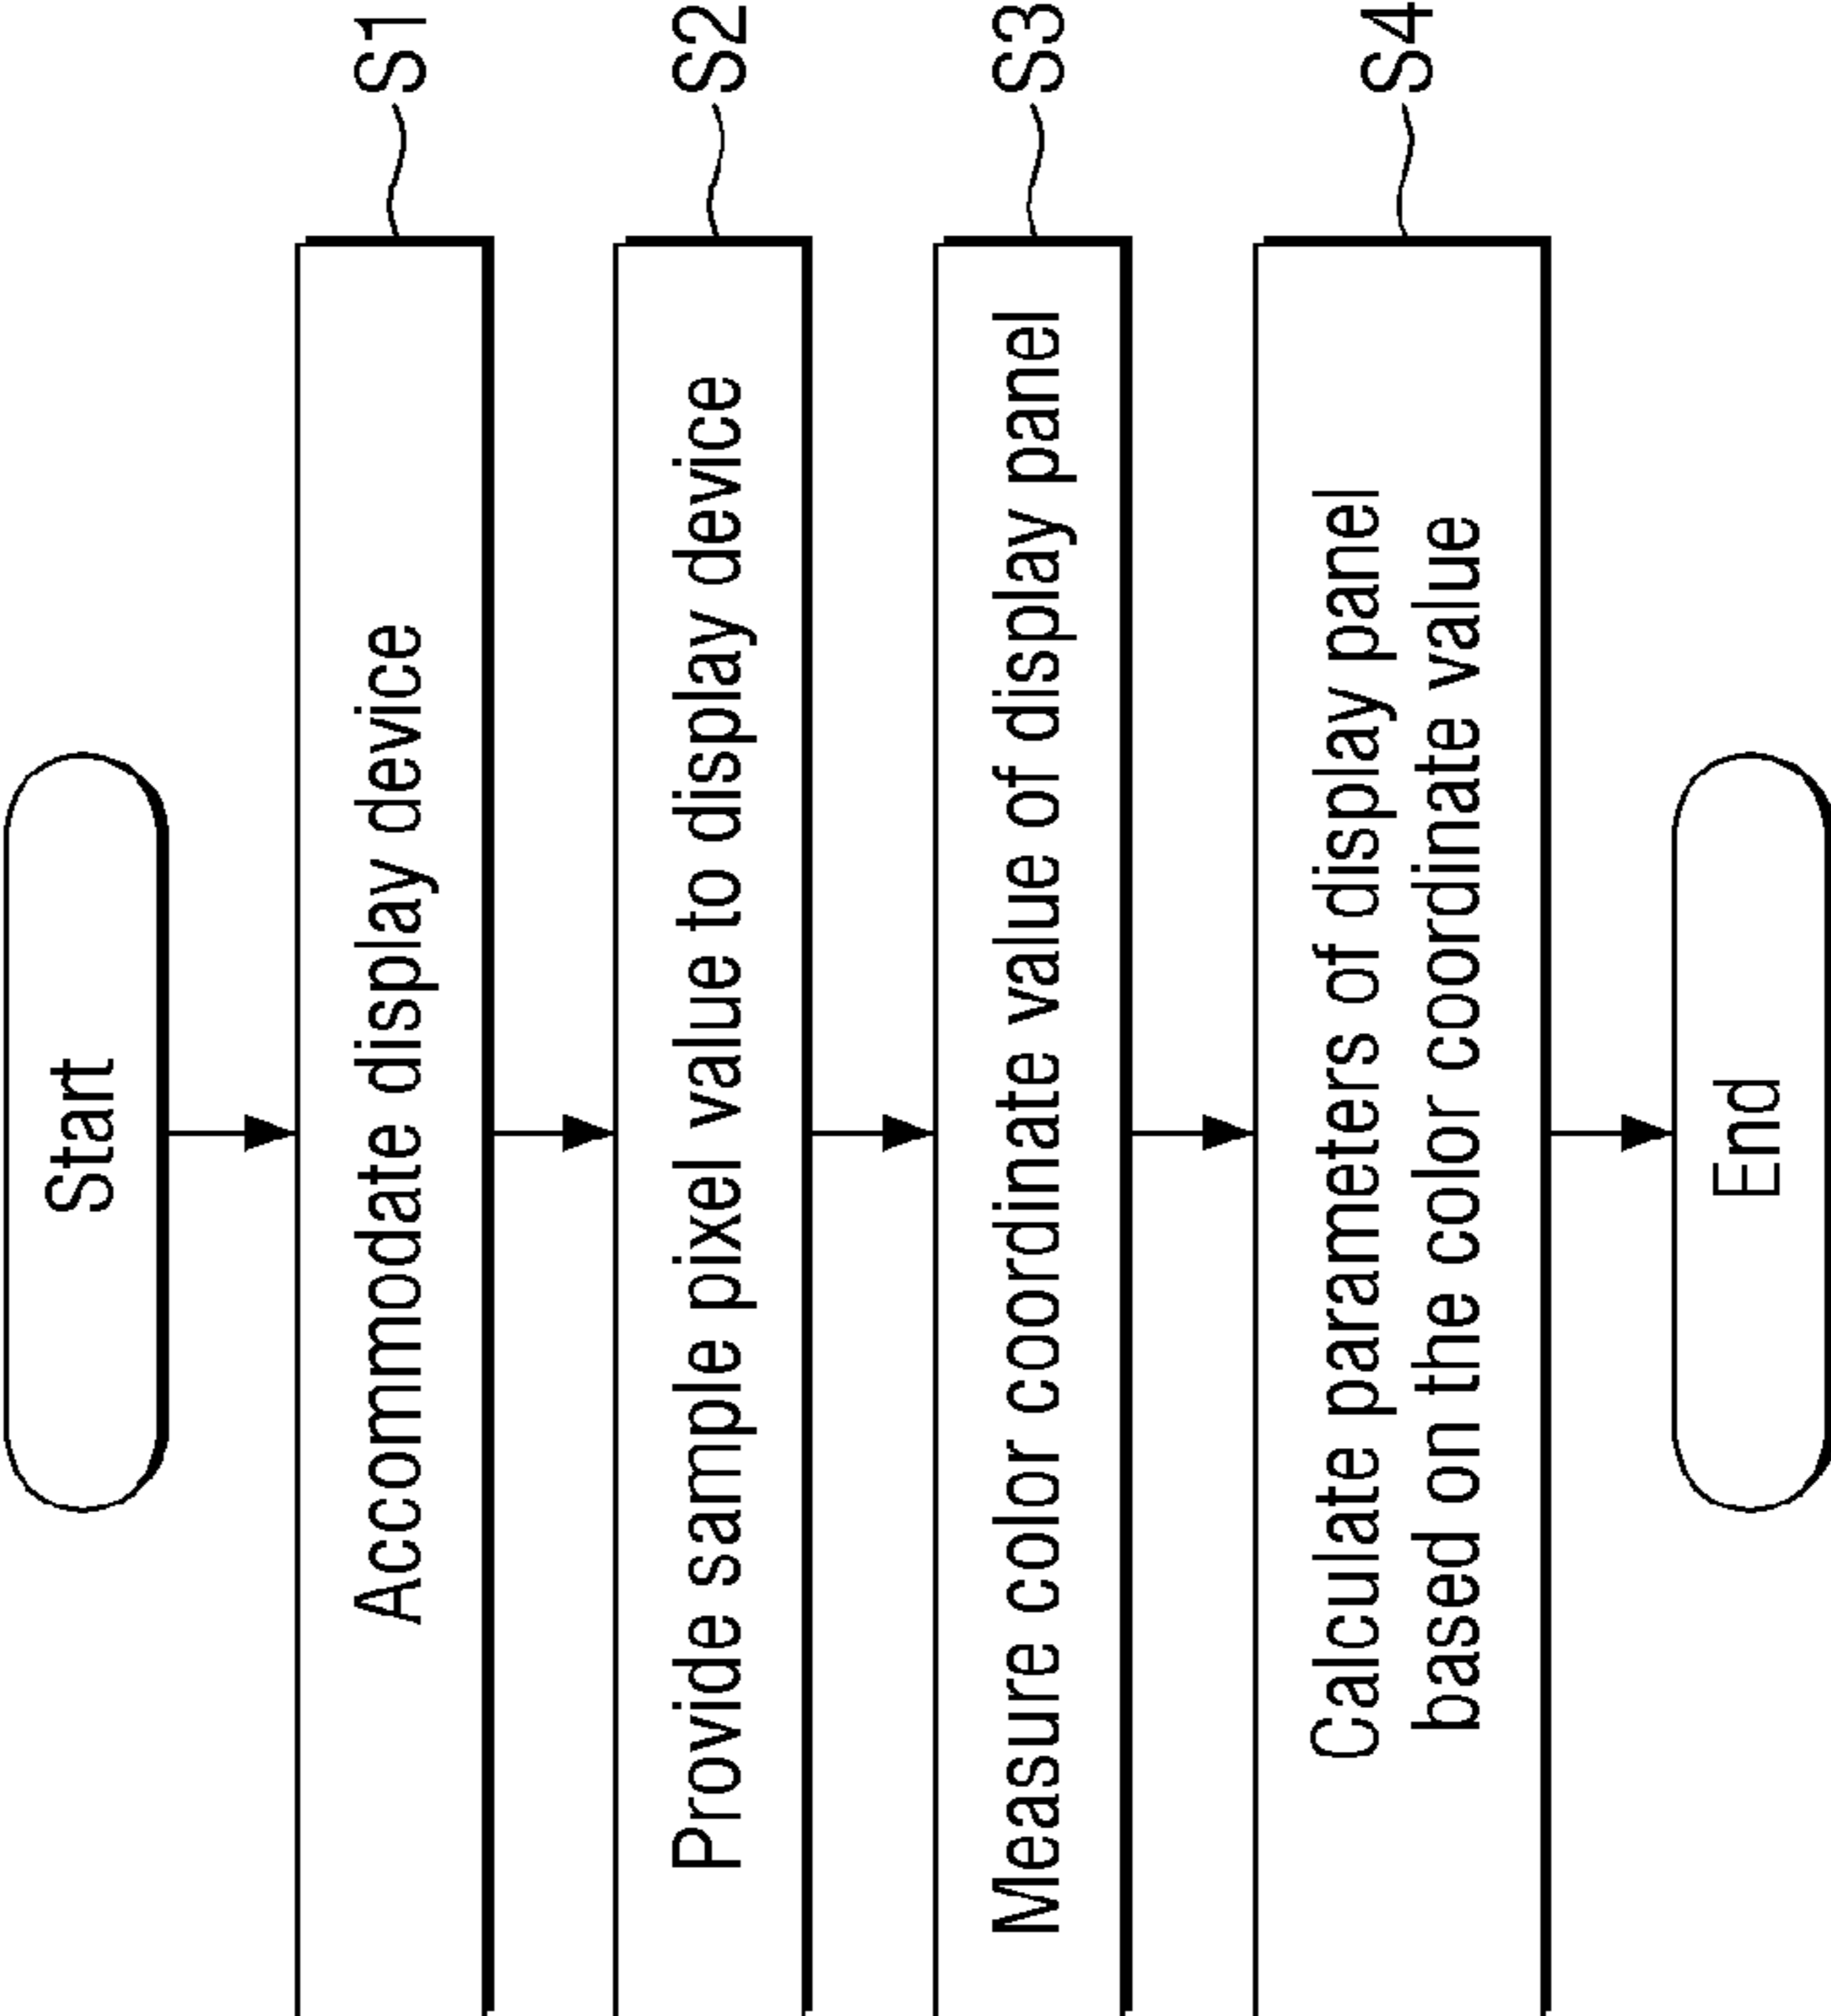 Start
Accommodate display device
S1
Provide sample pixel value to display device
S2
Measure color coordinate value of display panel
S3
Calculate parameters of display panel
based on the color coordinate value
S4
End